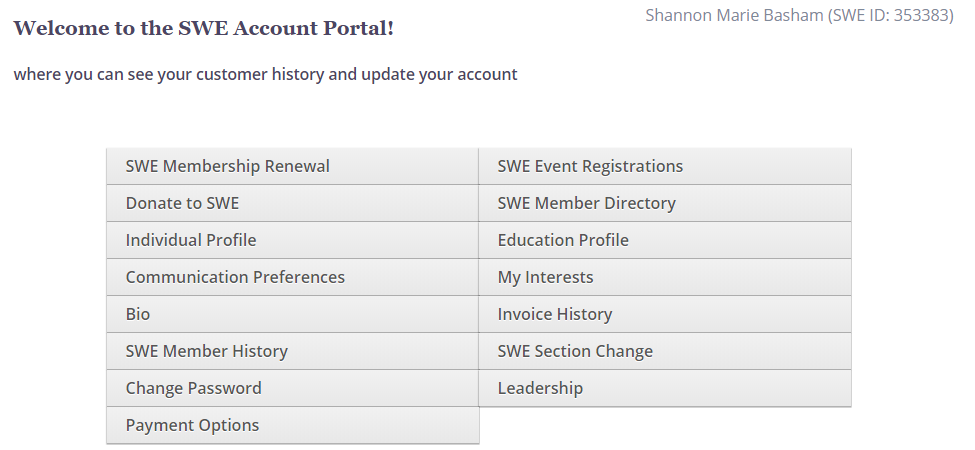 Shannon Marie Basham (SWE ID: 353383)
Welcome to the SWE Account Portal!
where you can see your customer history and update your account
SWE Membership Renewal
SWE Event Registrations
Donate to SWE
SWE Member Directory
Individual Profile
Education Profile
Communication Preferences
My Interests
Bio
Invoice History
SWE Member History
SWE Section Change
Change Password
Leadership
Payment Options